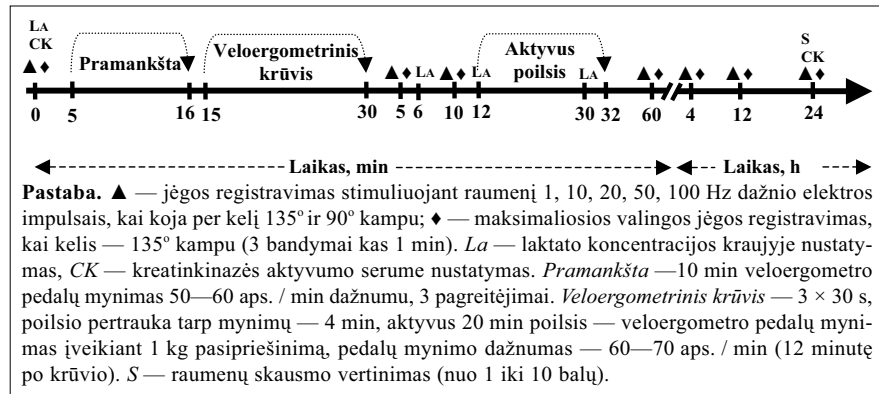 LA
CK
▲ ♦
Pramankšta
Veloergometrinis
krūvis
▲ ♦ LA ▲ ♦ LA
Aktyvus
poilsis
LA
▲ ♦ ▲ ♦ ▲ ♦
S
CK
▲ ♦
0 5 16 15 30 5 6 10 12 30 32 60 4 12 24
Laikas, min Laikas, h
Pastaba. ▲ — jėgos registravimas stimuliuojant raumenį 1, 10, 20, 50, 100 Hz dažnio elektros
impulsais, kai koja per kelį 135º ir 90º kampu; ♦ — maksimaliosios valingos jėgos registravimas,
kai kelis — 135º kampu (3 bandymai kas 1 min). La — laktato koncentracijos kraujyje nustaty-
mas, CK — kreatinkinazės aktyvumo serume nustatymas. Pramankšta —10 min veloergometro
pedalų mynimas 50—60 aps. / min dažnumu, 3 pagreitėjimai. Veloergometrinis krūvis — 3 × 30 s,
poilsio pertrauka tarp mynimų — 4 min, aktyvus 20 min poilsis — veloergometro pedalų myni-
mas įveikiant 1 kg pasipriešinimą, pedalų mynimo dažnumas — 60—70 aps. / min (12 minutę
po krūvio). S — raumenų skausmo vertinimas (nuo 1 iki 10 balų).